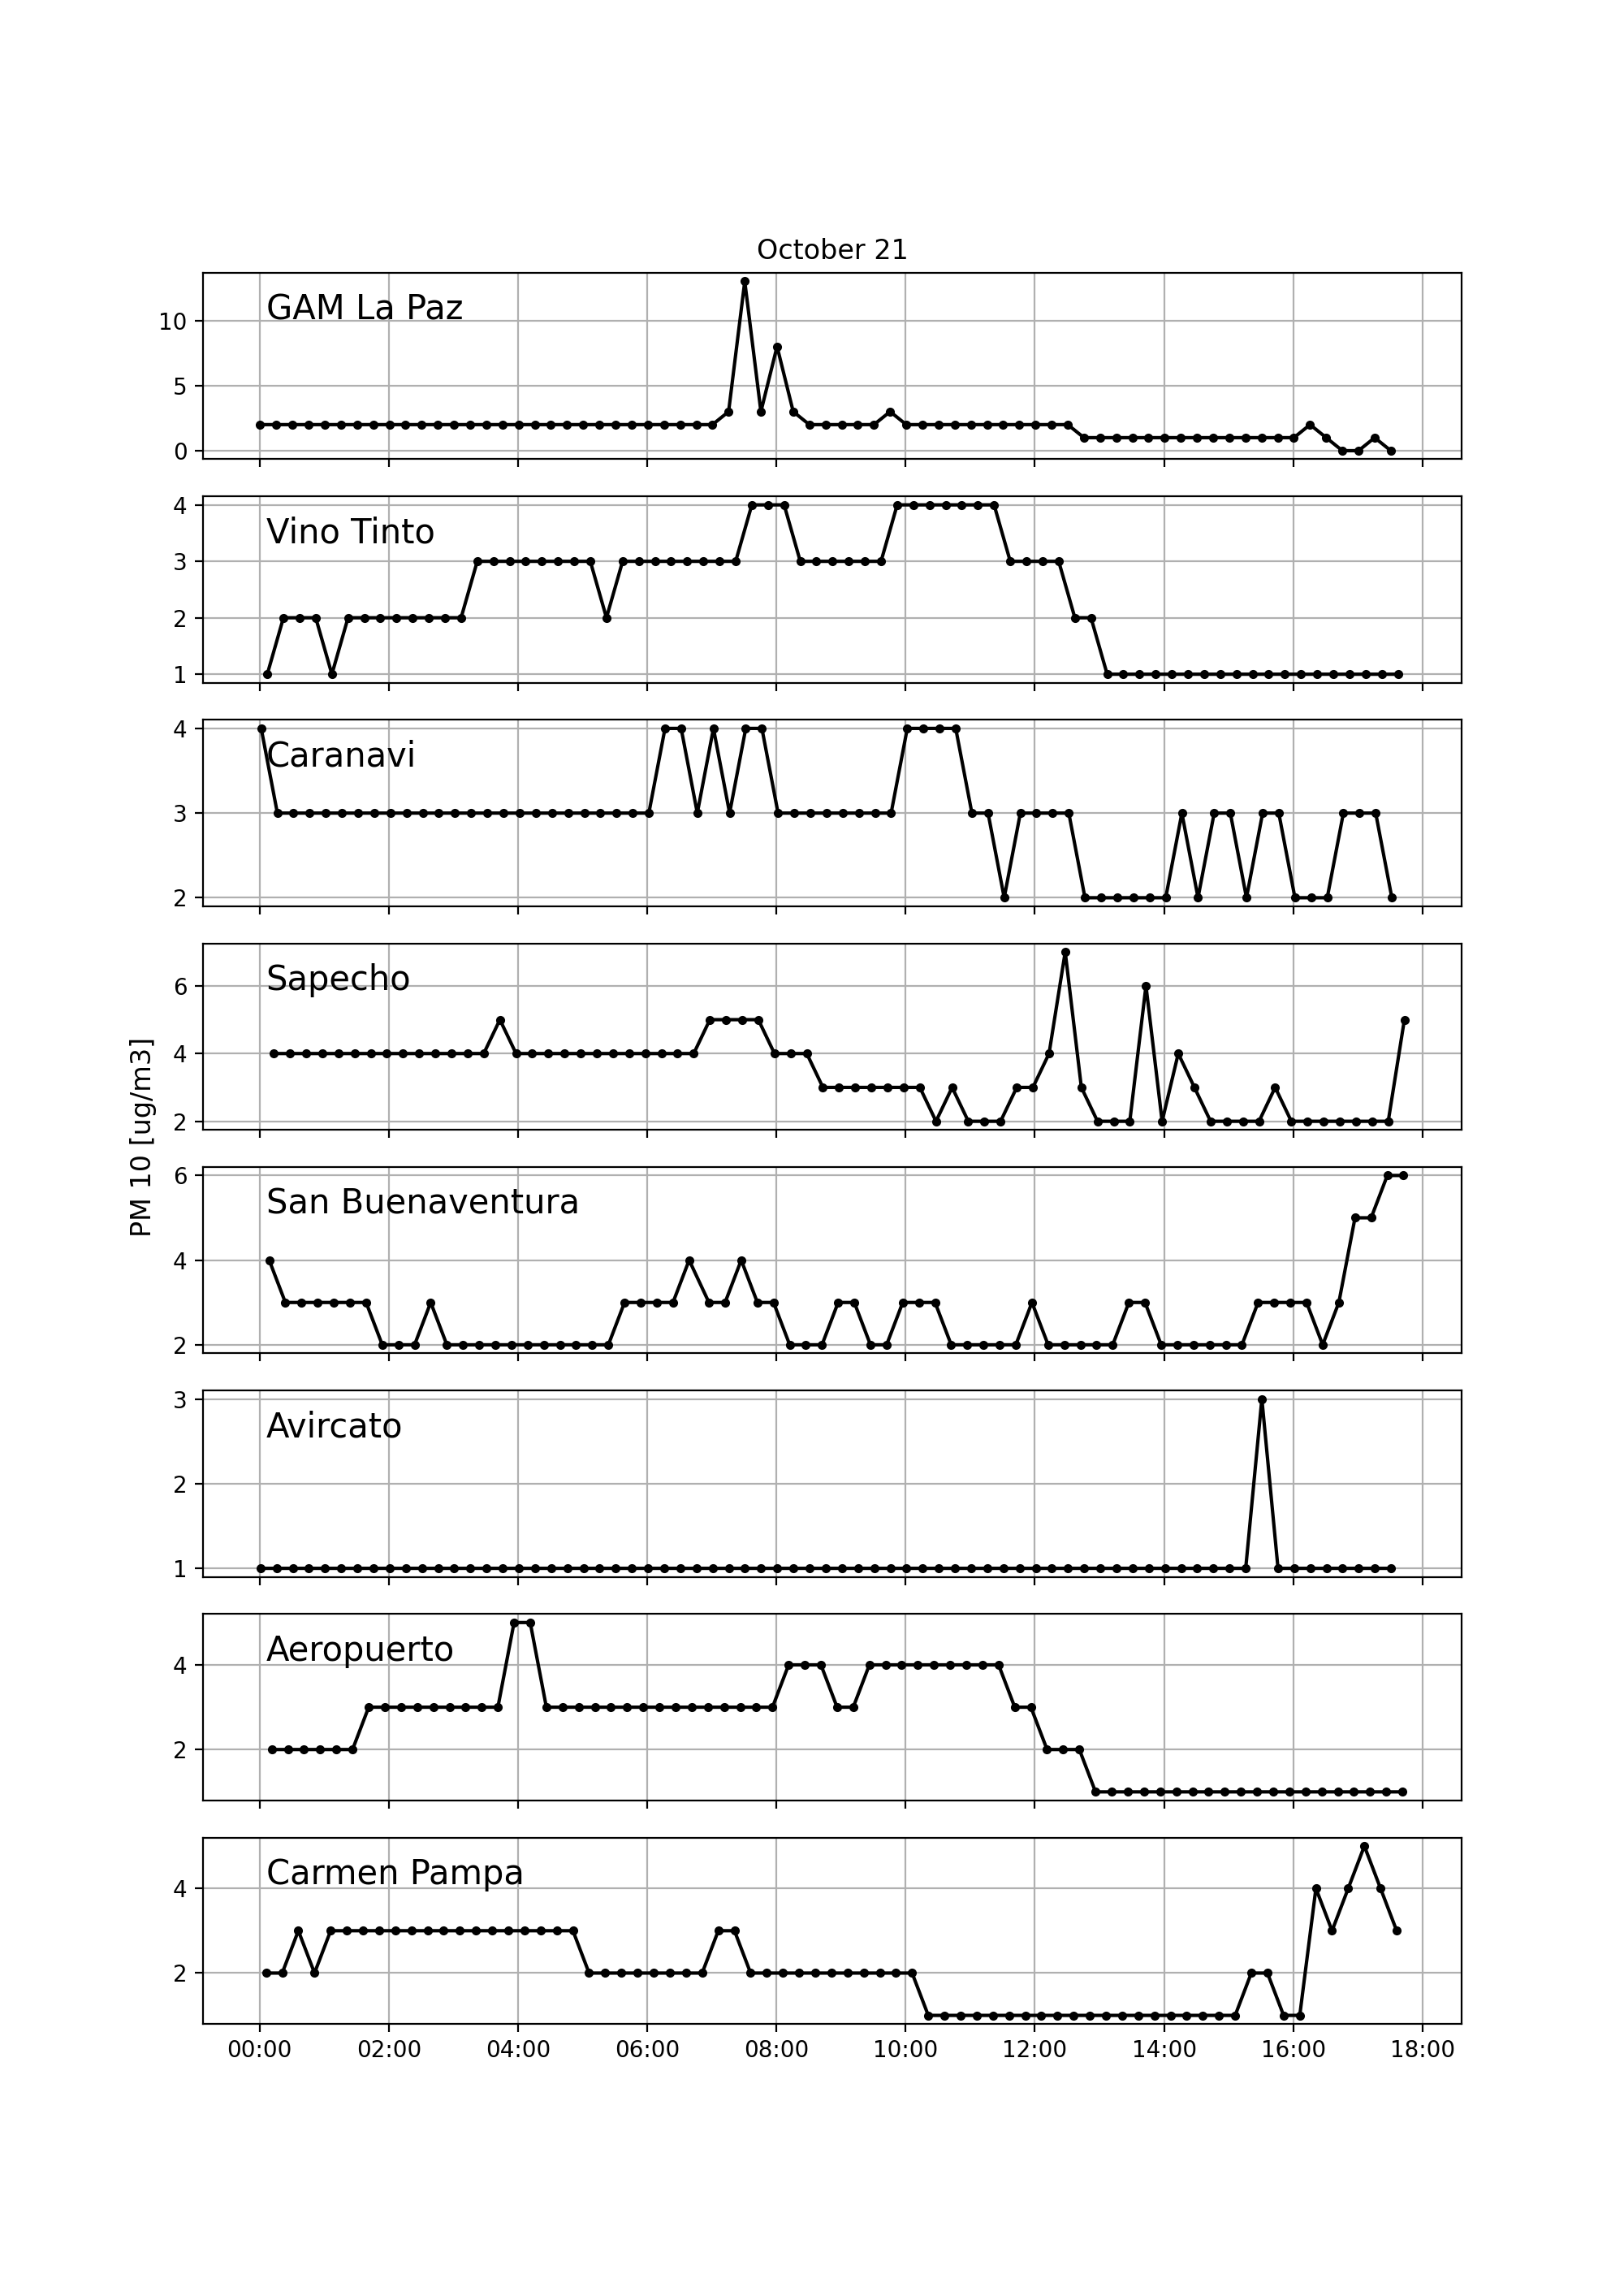 October 21
GAM La Paz
10
5
0
Vino Tinto
4
3
2
1
Caranavi
4
3
2
Sapecho
6
4
2
PM 10 [ug/m3]
San Buenaventura
6
4
2
Avircato
3
2
1
Aeropuerto
4
2
Carmen Pampa
4
2
00:00 02:00 04:00 06:00 08:00 10:00 12:00 14:00 16:00 18:00